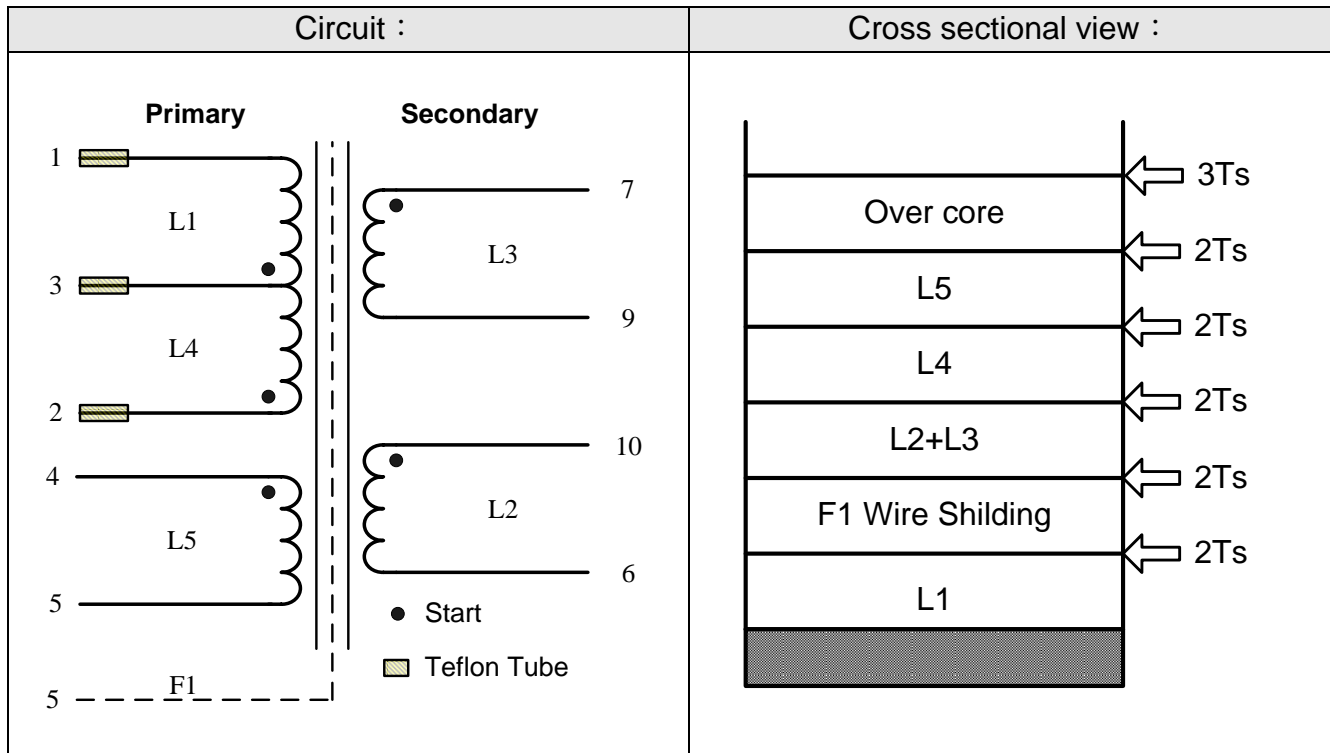 Circuit：
Cross sectional view：
Primary
Secondary
1
L1
3
L4
2
4
L5
5
5
F1
7
L3
9
10
L2
6
Start
Teflon Tube
3Ts
Over core
2Ts
L5
2Ts
L4
2Ts
L2+L3
2Ts
F1 Wire Shilding
2Ts
L1